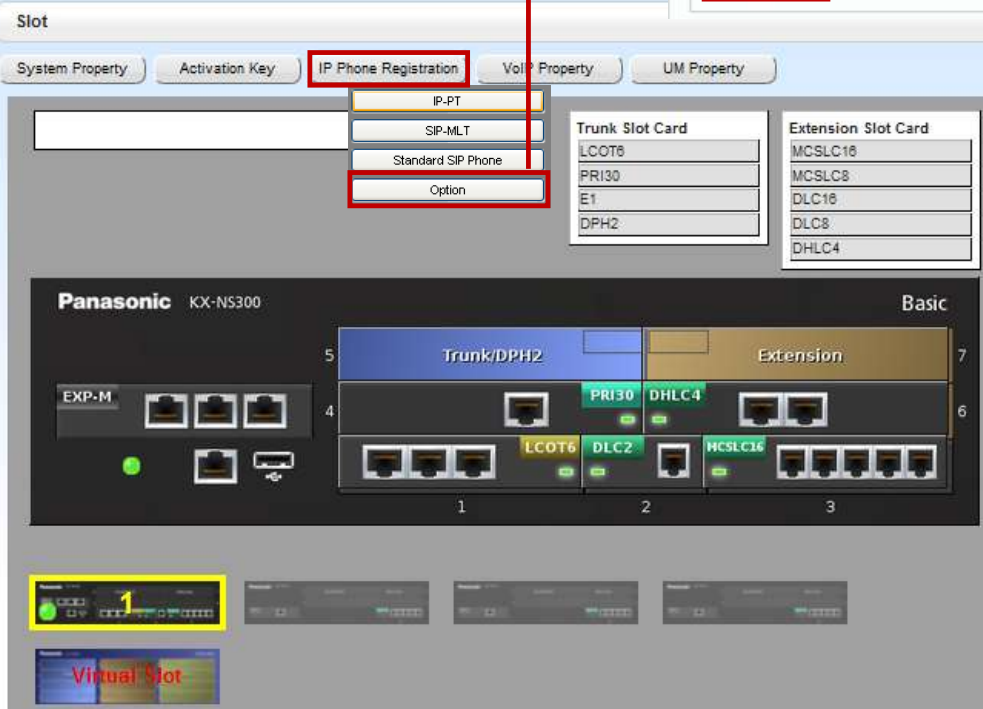 Slot
System Property Activation Key IP Phone Registration VoIP Property UM Property
IP-PT
SIP-MLT
Standard SIP Phone
Option
Trunk Slot Card
LCOT6
PRI30
E1
DPH2
Extension Slot Card
MCSLC16
MCSLC8
DLC16
DLC8
DHLC4
Panasonic KX-NS300 Basic
5 Trunk/DPH2 Extension 7
EXP-M 4 PRI30 DHLC4 6
LCOT6 DLC2 MCSLC16
1 2 3
1
Virtual Slot